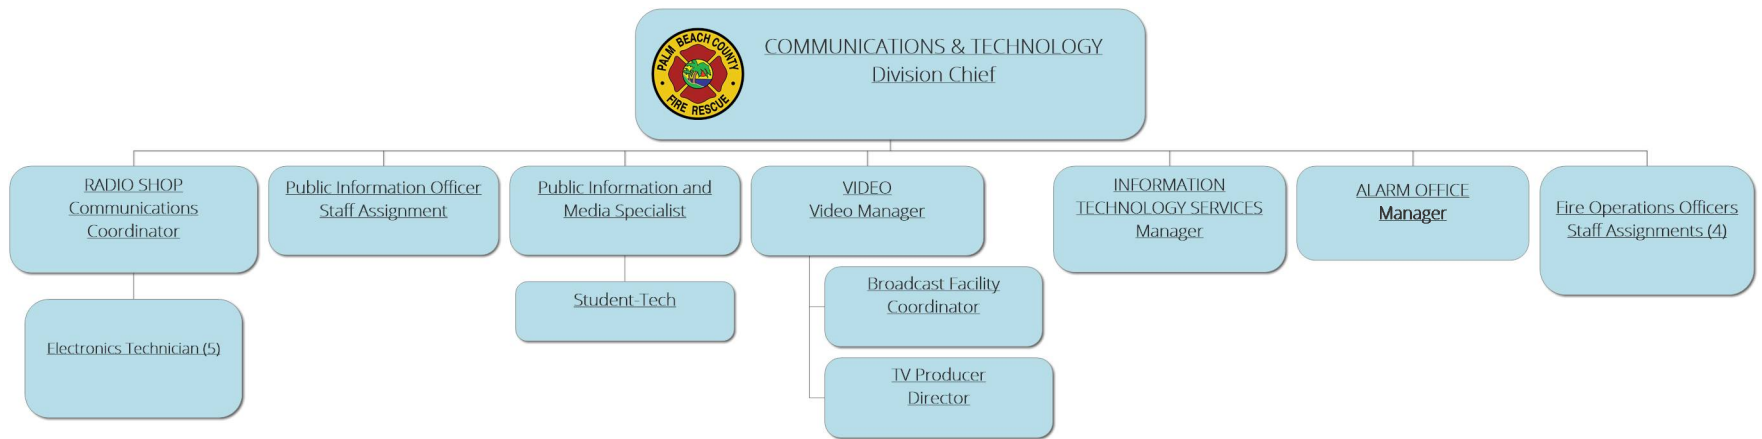 PALM BEACH COUNTY
FIRE RESCUE
COMMUNICATIONS & TECHNOLOGY
Division Chief
RADIO SHOP
Communications
Coordinator
Public Information Officer
Staff Assignment
Public Information and
Media Specialist
VIDEO
Video Manager
INFORMATION
TECHNOLOGY SERVICES
Manager
ALARM OFFICE
Manager
Fire Operations Officers
Staff Assignments (4)
Electronics Technician (5)
Student-Tech
Broadcast Facility
Coordinator
TV Producer
Director